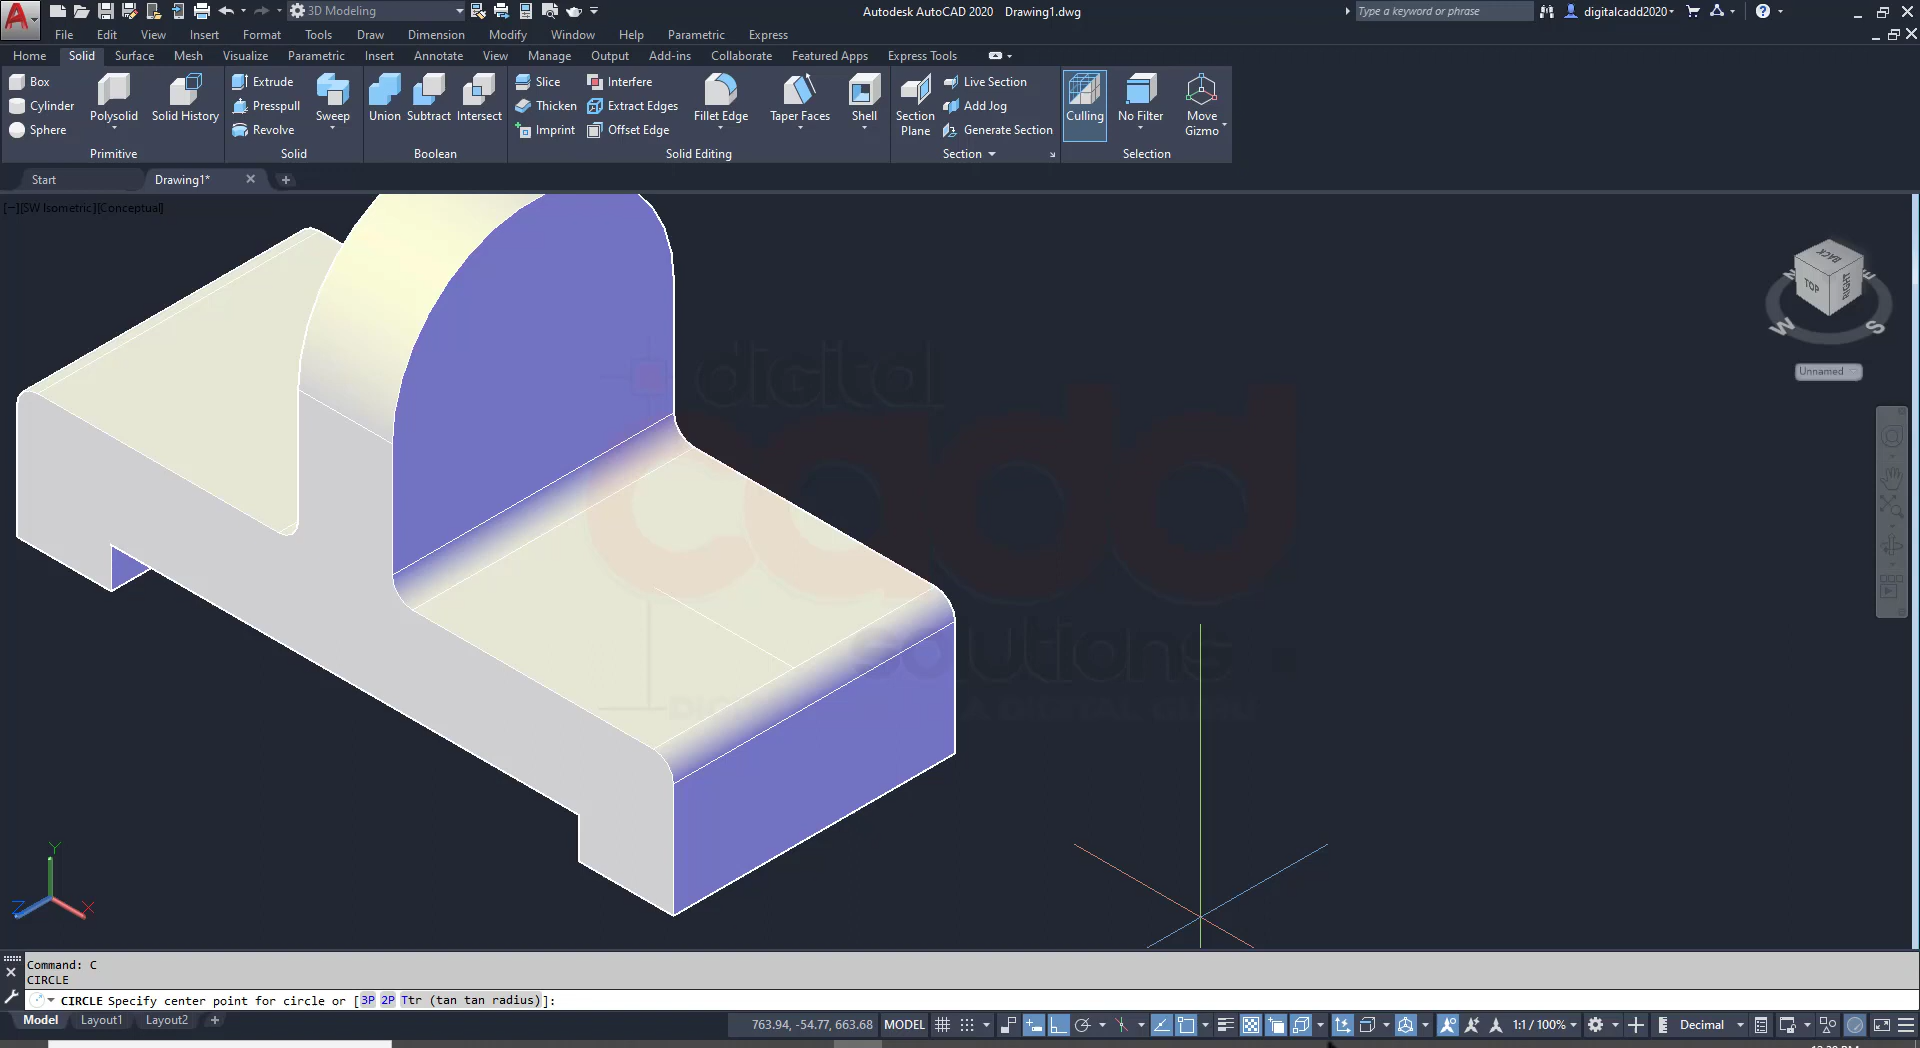 3D Modeling
Autodesk AutoCAD 2020 Drawing1.dwg
Type a keyword or phrase
digitalcadd2020
File Edit View Insert Format Tools Draw Dimension Modify Window Help Parametric Express
Home Solid Surface Mesh Visualize Parametric Insert Annotate View Manage Output Add-ins Collaborate Featured Apps Express Tools
Box Extrude Slice Interfere Live Section
Cylinder Presspull Thicken Extract Edges Add Jog
Polysolid Solid History Sweep Union Subtract Intersect Fillet Edge Taper Faces Shell Section Plane Culling No Filter Move Gizmo
Sphere Revolve Imprint Offset Edge Generate Section
Primitive Solid Boolean Solid Editing Section Selection
Start Drawing1*
[−][SW Isometric][Conceptual]
BACK
TOP RIGHT
W S
Unnamed
digital
cadd
solutions
Y
Z X
Command: C
CIRCLE
CIRCLE Specify center point for circle or [3P 2P Ttr (tan tan radius)]:
Model Layout1 Layout2
763.94, -54.77, 663.68 MODEL 1:1 / 100% Decimal